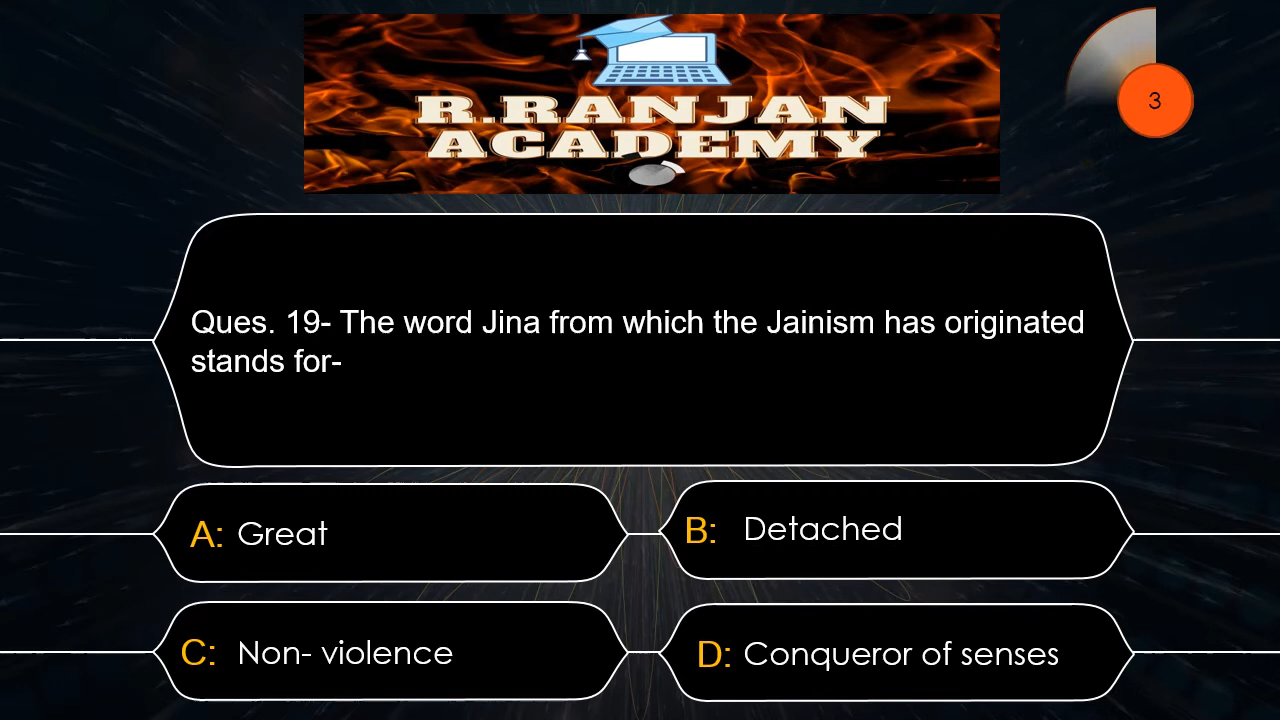 R.RANJAN
ACADEMY
3
Ques. 19- The word Jina from which the Jainism has originated
stands for-
A: Great
B: Detached
C: Non- violence
D: Conqueror of senses